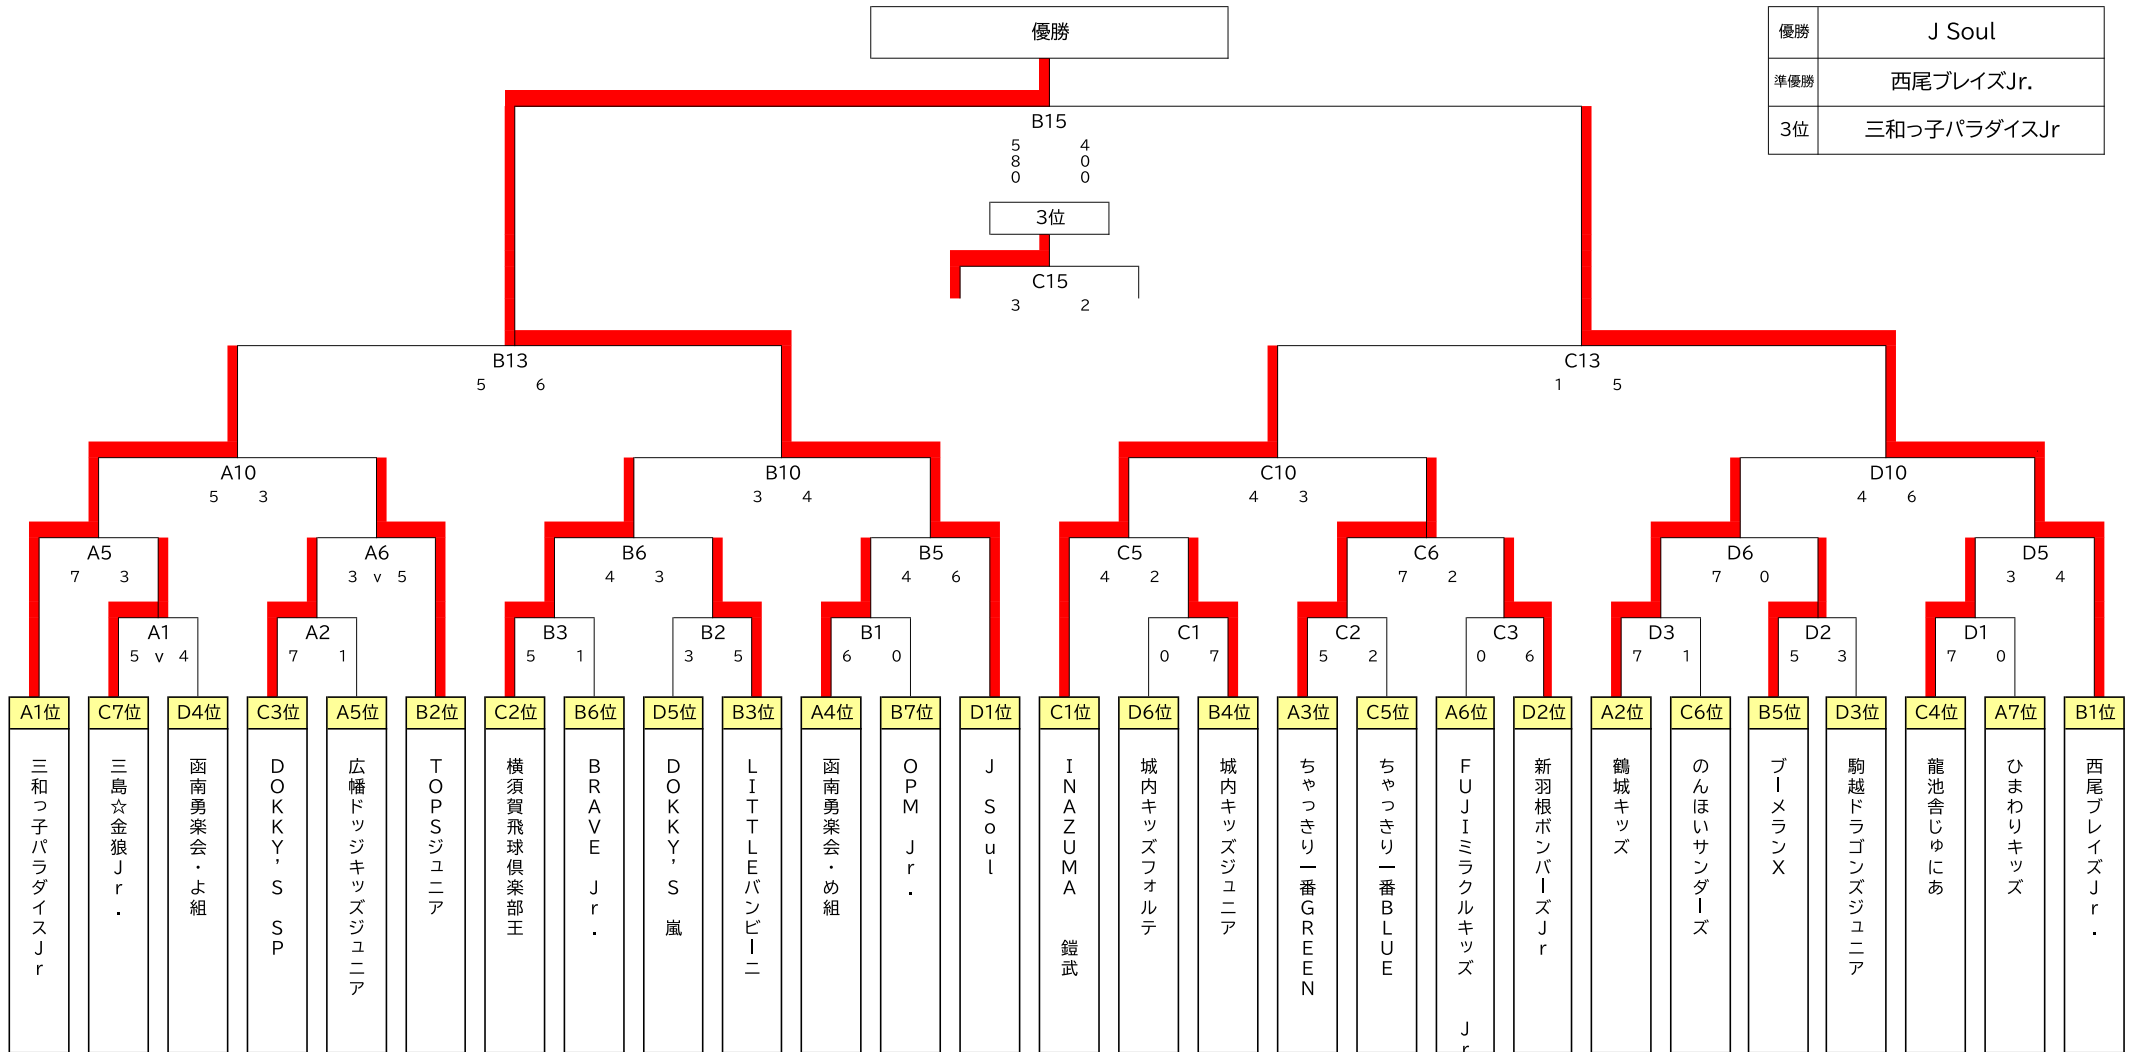 優勝
優勝 J Soul
準優勝 西尾ブレイズJr.
3位 三和っ子パラダイスJr
B15
5 4
8 0
0 0
3位
C15
3 2
B13 C13
5 6 1 5
A10 B10 C10 D10
5 3 3 4 4 3 4 6
A5 A6 B6 B5 C5 C6 D6 D5
7 3 3 v 5 4 3 4 6 4 2 7 2 7 0 3 4
A1 A2 B3 B2 B1 C1 C2 C3 D3 D2 D1
5 v 4 7 1 5 1 3 5 6 0 0 7 5 2 0 6 7 1 5 3 7 0
A1位 C7位 D4位 C3位 A5位 B2位 C2位 B6位 D5位 B3位 A4位 B7位 D1位 C1位 D6位 B4位 A3位 C5位 A6位 D2位 A2位 C6位 B5位 D3位 C4位 A7位 B1位
三和っ子パラダイスJr
三島☆金狼Jr.
函南勇楽会・よ組
DOKKY'S SP
広幡ドッジキッズジュニア
TOPSジュニア
横須賀飛球倶楽部王
BRAVE Jr.
DOKKY'S 嵐
LITTLEバンビーニ
函南勇楽会・め組
OPM Jr.
J Soul
INAZUMA 鎧武
城内キッズフォルテ
城内キッズジュニア
ちゃっきり一番GREEN
ちゃっきり一番BLUE
FUJIミラクルキッズ Jr
新羽根ボンバーズJr
鶴城キッズ
のんほいサンダーズ
ブーメランX
駒越ドラゴンズジュニア
龍池舎じゅにあ
ひまわりキッズ
西尾ブレイズJr.